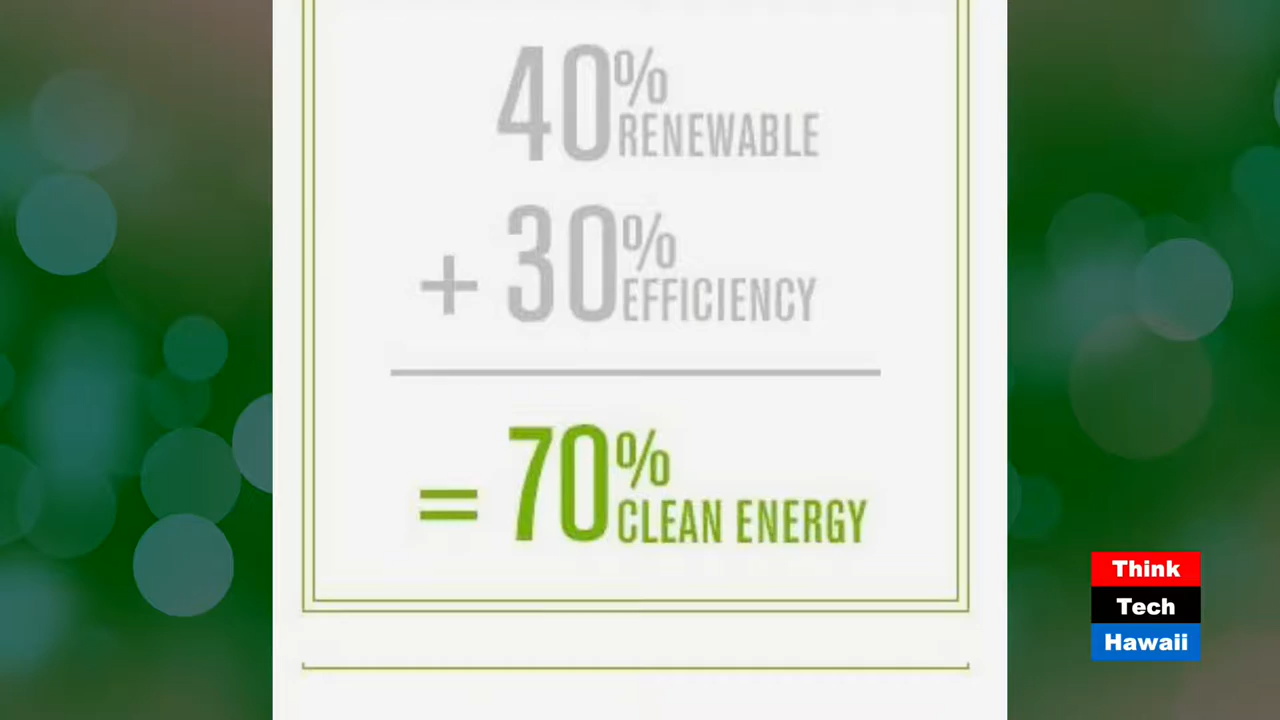 40%
RENEWABLE
+ 30%
EFFICIENCY
= 70%
CLEAN ENERGY
Think
Tech
Hawaii